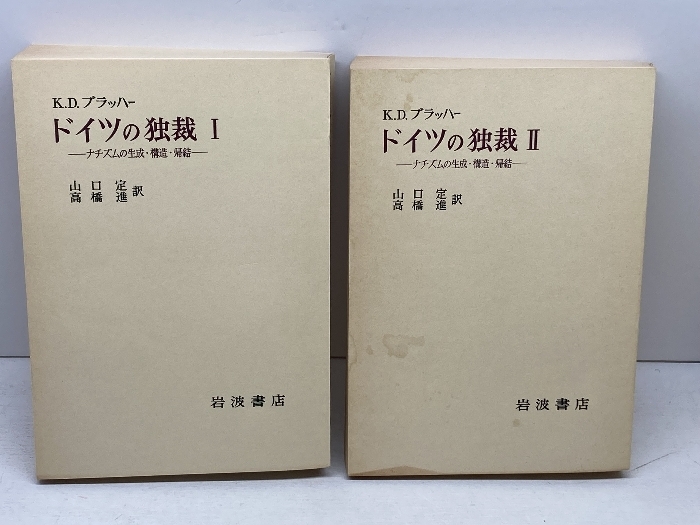 K.D.ブラッハー
ドイツの独裁 I
―ナチズムの生成・構造・帰結―
山口 定
高橋 進 訳
岩波書店
K.D.ブラッハー
ドイツの独裁 II
―ナチズムの生成・構造・帰結―
山口 定
高橋 進 訳
岩波書店